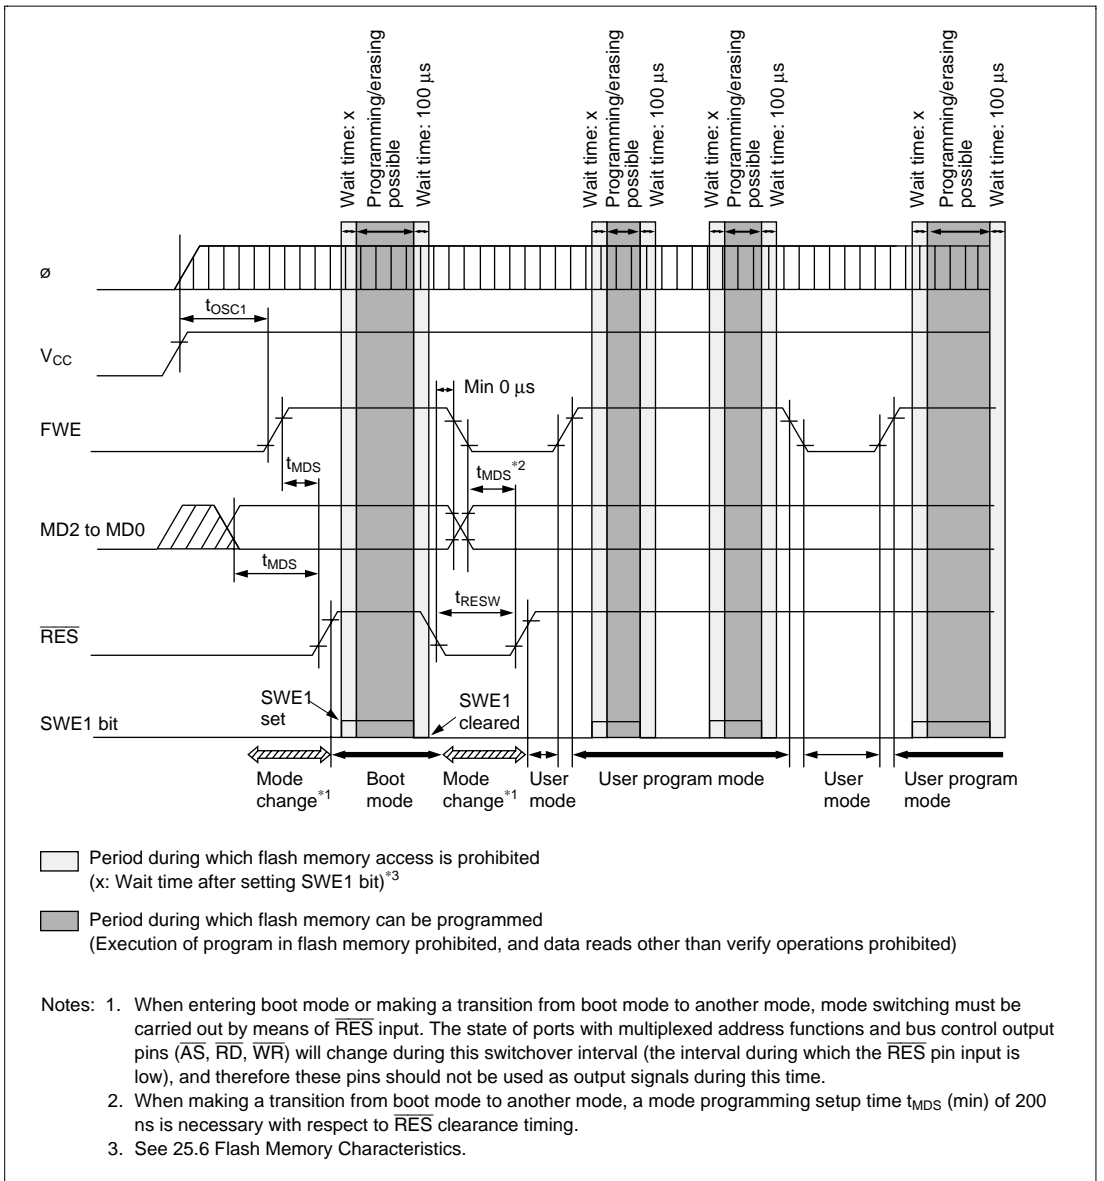 Wait time: x
Programming/erasing
possible
Wait time: 100 µs
Wait time: x
Programming/erasing
possible
Wait time: 100 µs
Wait time: x
Programming/erasing
possible
Wait time: 100 µs
Wait time: x
Programming/erasing
possible
Wait time: 100 µs
ø
tOSC1
VCC
Min 0 µs
FWE
tMDS
tMDS*2
MD2 to MD0
tMDS
tRESW
RES
SWE1
set
SWE1
cleared
SWE1 bit
Mode
change*1
Boot
mode
Mode
change*1
User
mode
User program mode
User
mode
User program
mode
Period during which flash memory access is prohibited
(x: Wait time after setting SWE1 bit)*3
Period during which flash memory can be programmed
(Execution of program in flash memory prohibited, and data reads other than verify operations prohibited)
Notes: 1. When entering boot mode or making a transition from boot mode to another mode, mode switching must be
carried out by means of RES input. The state of ports with multiplexed address functions and bus control output
pins (AS, RD, WR) will change during this switchover interval (the interval during which the RES pin input is
low), and therefore these pins should not be used as output signals during this time.
2. When making a transition from boot mode to another mode, a mode programming setup time tMDS (min) of 200
ns is necessary with respect to RES clearance timing.
3. See 25.6 Flash Memory Characteristics.